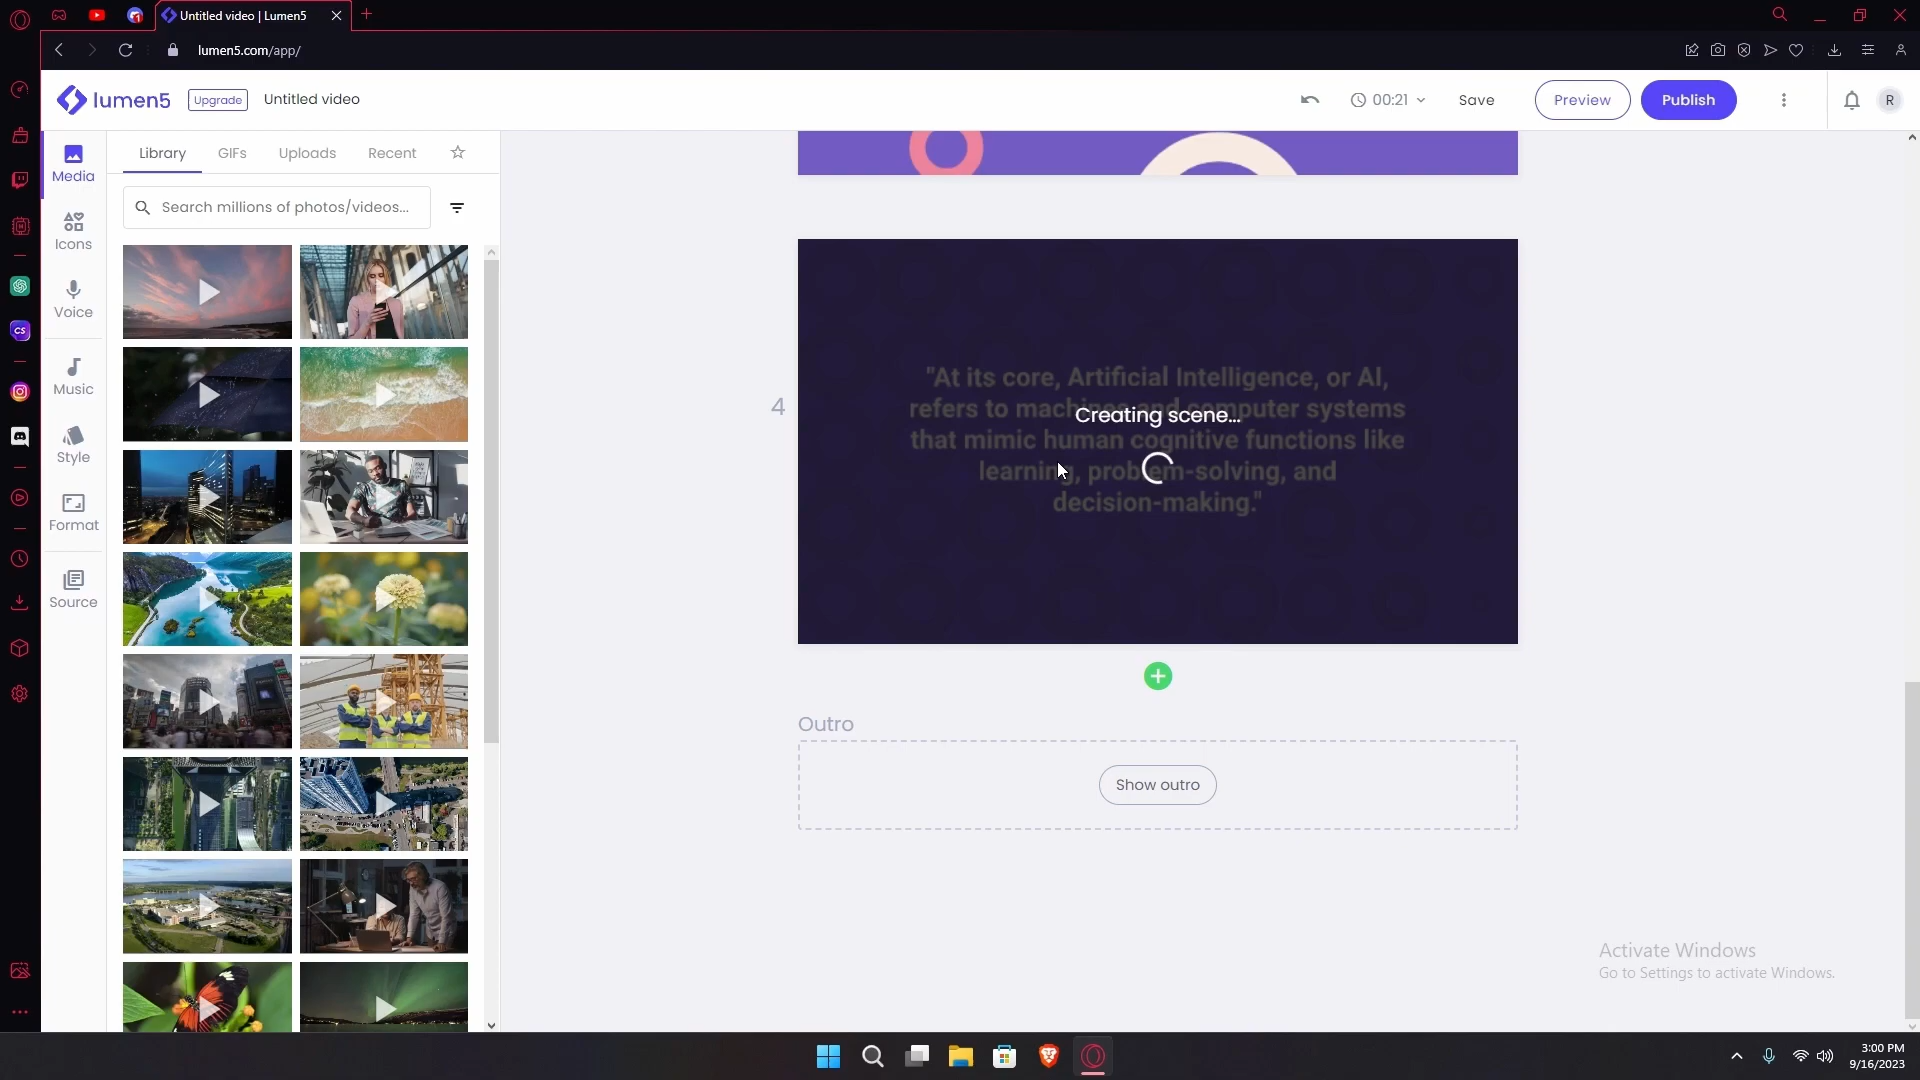 Untitled video | Lumen5
lumen5.com/app/
lumen5
Upgrade
Untitled video
00:21
Save
Preview
Publish
R
Media
Icons
Voice
Music
Style
Format
Source
Library
GIFs
Uploads
Recent
Search millions of photos/videos...
CS
4
"At its core, Artificial Intelligence, or AI,
refers to machines and computer systems
that mimic human cognitive functions like
learning, problem-solving, and
decision-making."
Creating scene...
Outro
Show outro
Activate Windows
Go to Settings to activate Windows.
3:00 PM
9/16/2023